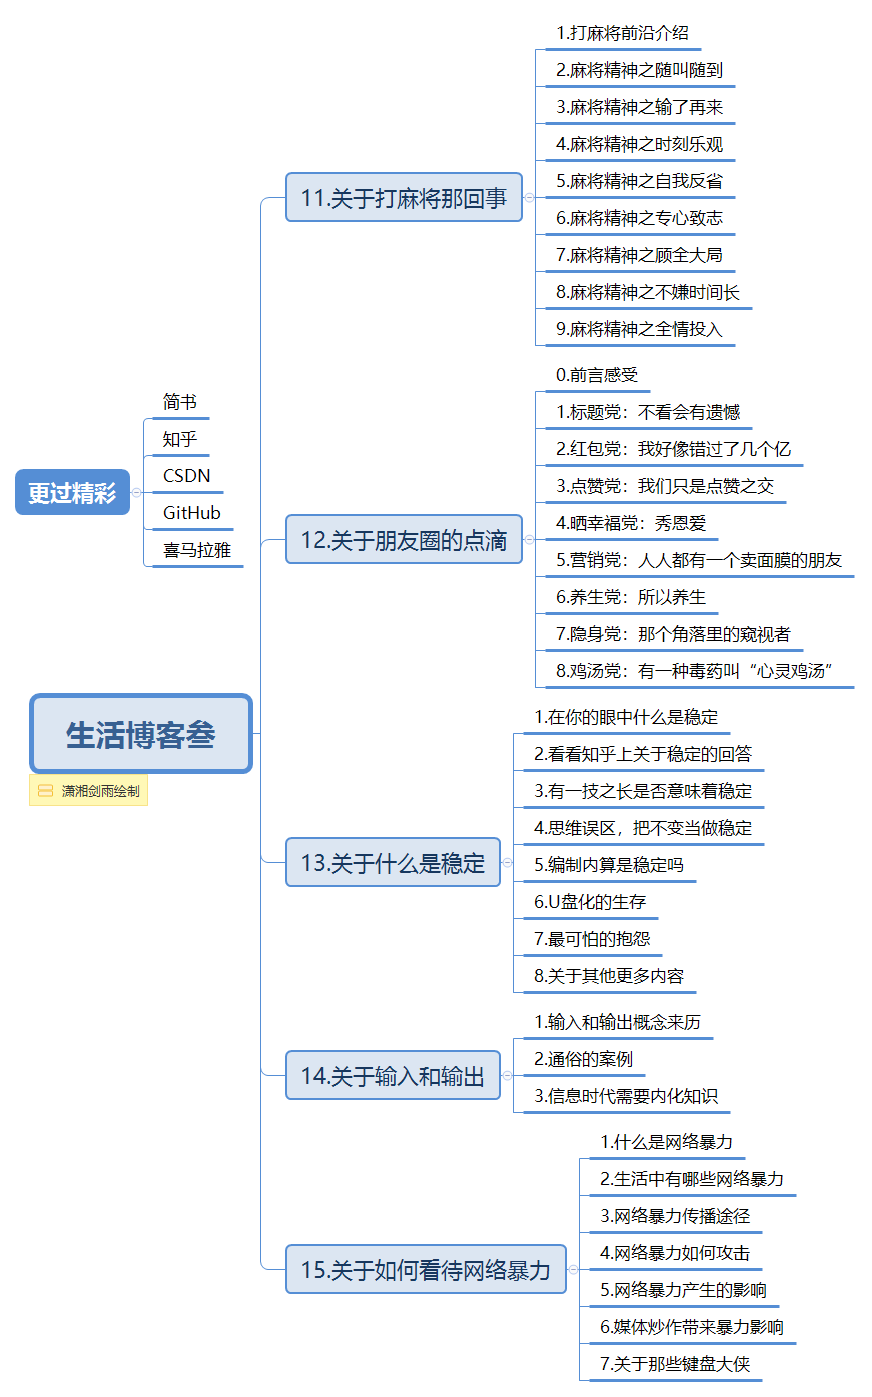 更过精彩
简书
知乎
CSDN
GitHub
喜马拉雅
生活博客叁
潇湘剑雨绘制
11.关于打麻将那回事
1.打麻将前沿介绍
2.麻将精神之随叫随到
3.麻将精神之输了再来
4.麻将精神之时刻乐观
5.麻将精神之自我反省
6.麻将精神之专心致志
7.麻将精神之顾全大局
8.麻将精神之不嫌时间长
9.麻将精神之全情投入
12.关于朋友圈的点滴
0.前言感受
1.标题党：不看会有遗憾
2.红包党：我好像错过了几个亿
3.点赞党：我们只是点赞之交
4.晒幸福党：秀恩爱
5.营销党：人人都有一个卖面膜的朋友
6.养生党：所以养生
7.隐身党：那个角落里的窥视者
8.鸡汤党：有一种毒药叫“心灵鸡汤”
13.关于什么是稳定
1.在你的眼中什么是稳定
2.看看知乎上关于稳定的回答
3.有一技之长是否意味着稳定
4.思维误区，把不变当做稳定
5.编制内算是稳定吗
6.U盘化的生存
7.最可怕的抱怨
8.关于其他更多内容
14.关于输入和输出
1.输入和输出概念来历
2.通俗的案例
3.信息时代需要内化知识
15.关于如何看待网络暴力
1.什么是网络暴力
2.生活中有哪些网络暴力
3.网络暴力传播途径
4.网络暴力如何攻击
5.网络暴力产生的影响
6.媒体炒作带来暴力影响
7.关于那些键盘大侠